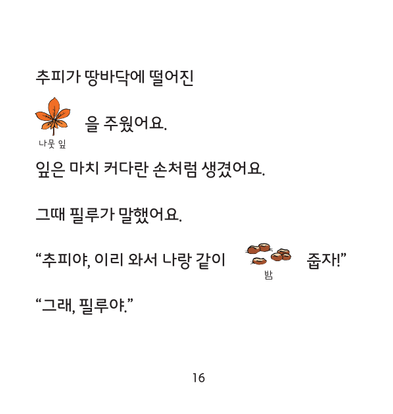 추피가 땅바닥에 떨어진
을 주웠어요.
나뭇 잎
잎은 마치 커다란 손처럼 생겼어요.
그때 필루가 말했어요.
“추피야, 이리 와서 나랑 같이 줍자!”
밤
“그래, 필루야.”
16